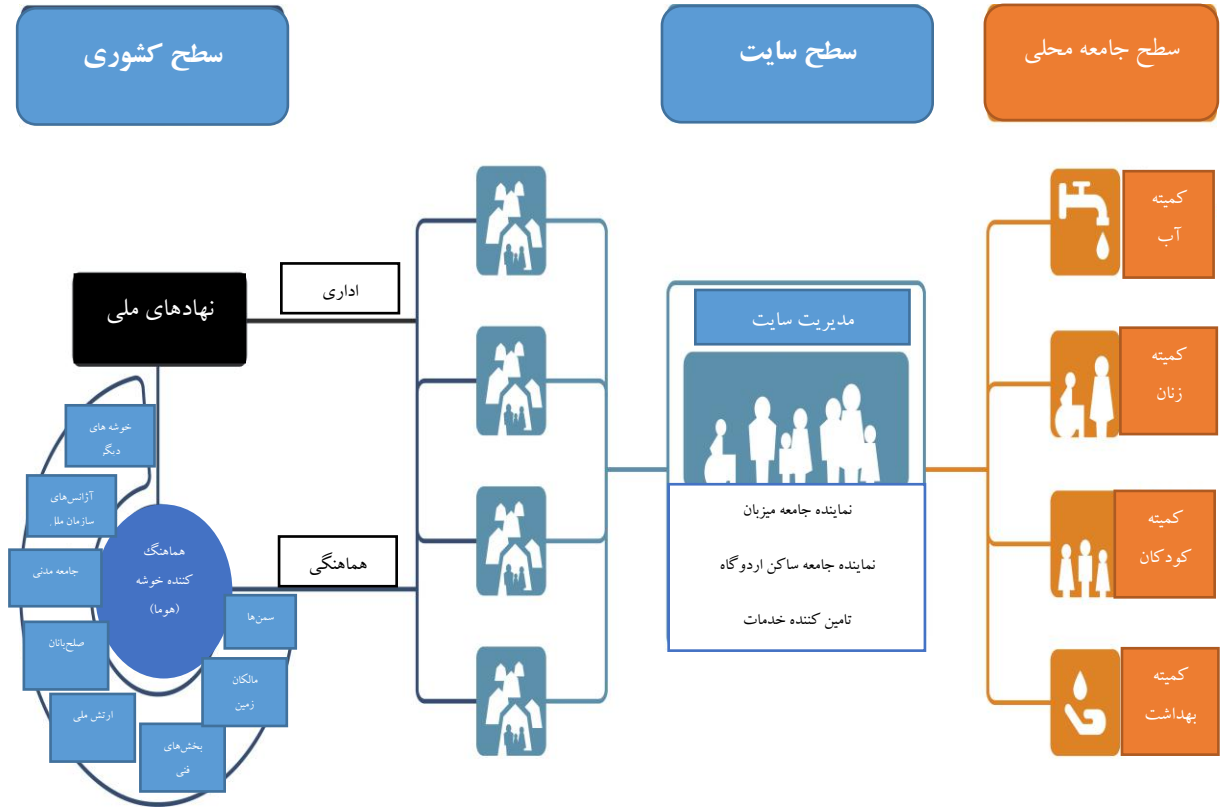 سطح جامعه محلی
سطح سایت
سطح کشوری
کمیته
آب
کمیته
زنان
کمیته
کودکان
کمیته
بهداشت
مدیریت سایت
نماینده جامعه میزبان
نماینده جامعه ساکن اردوگاه
تامین کننده خدمات
اداری
هماهنگی
نهادهای ملی
خوشه های
دیگر
آژانس‌های
سازمان ملل
جامعه مدنی
صلح‌بانان
ارتش ملی
بخش‌های
فنی
مالکان
زمین
سمن‌ها
هماهنگ
کننده خوشه
(هوما)